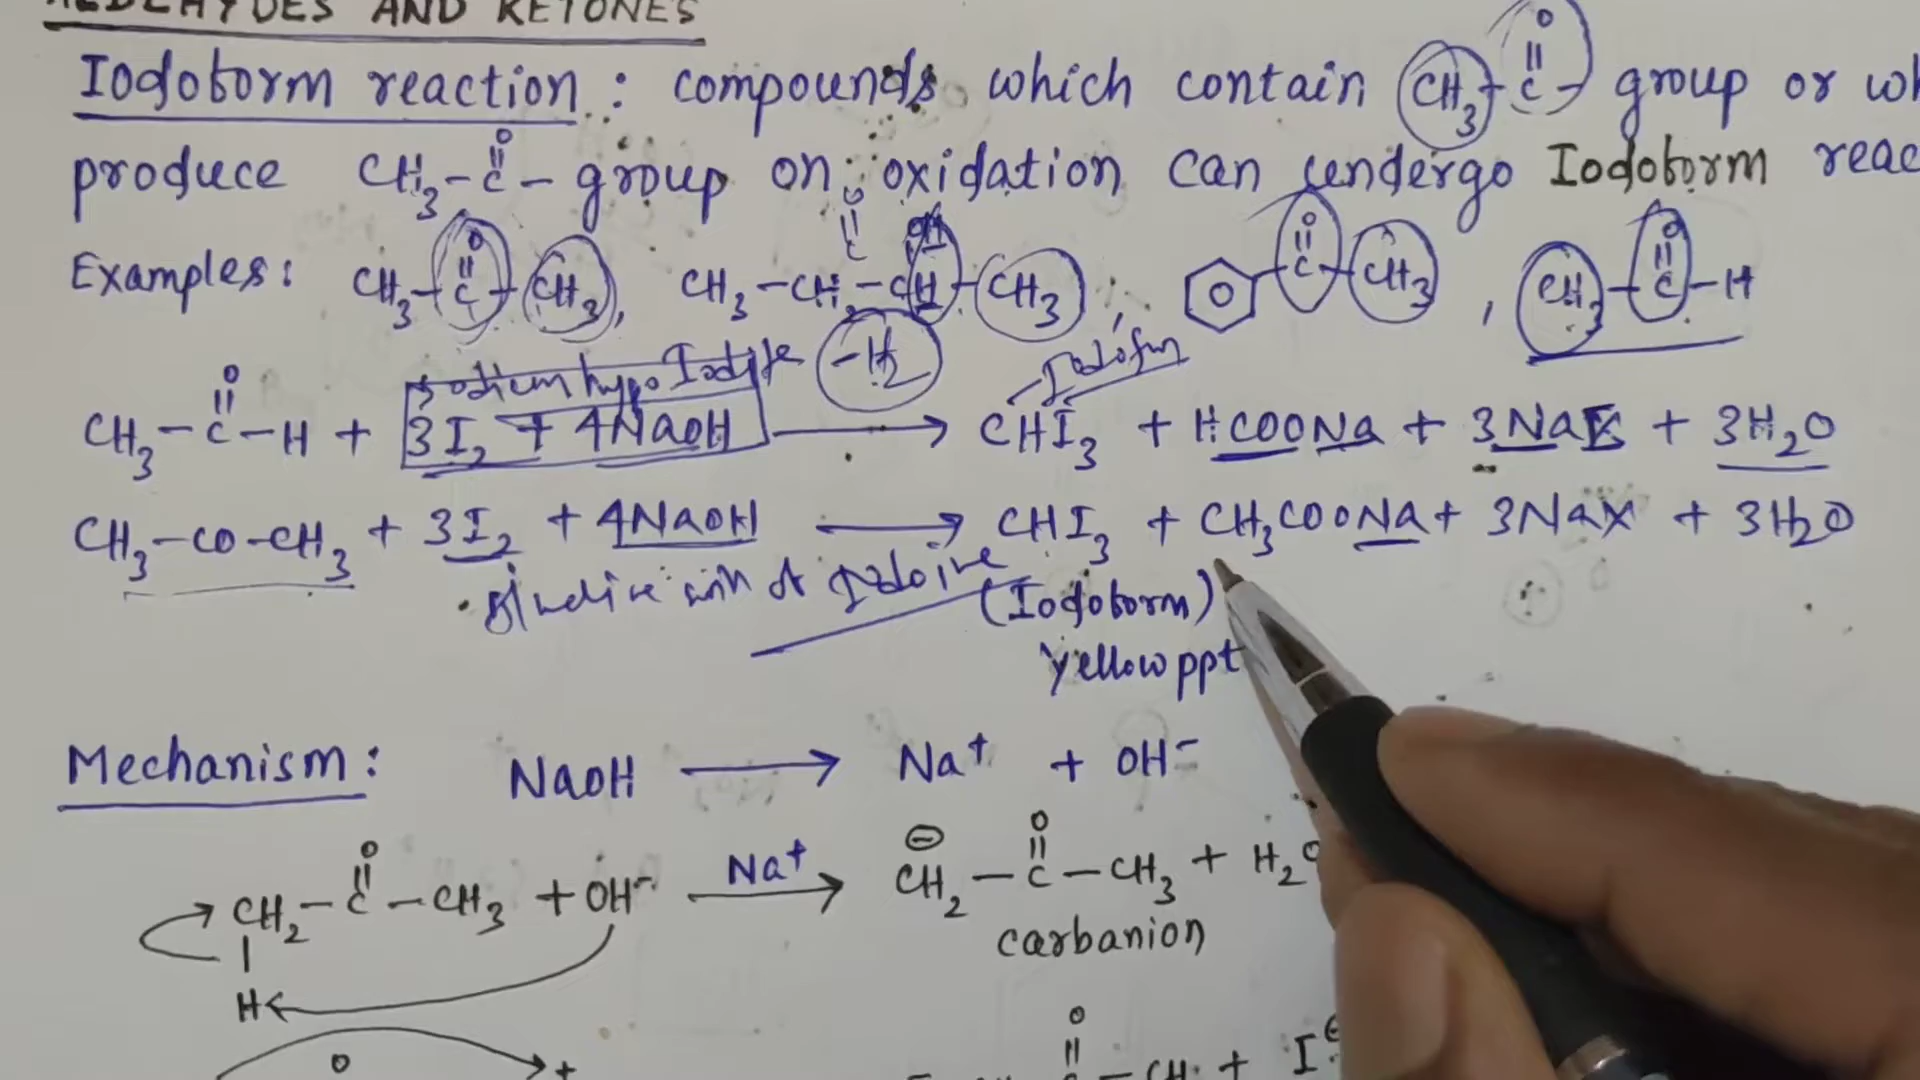 ALDEHYDES AND KETONES
Iodoform reaction : compounds which contain CH3-C(=O)- group or wh
produce CH3-C(=O)- group on oxidation can undergo Iodoform reac
Examples: CH3-C(=O)-CH3, CH3-CH2-CH(OH)-CH3, C(=O)-CH3, CH3-C(=O)-H
sodium hypo Iodite -H2 Iodoform
CH3-C(=O)-H + 3I2 + 4NaOH → CHI3 + HCOONa + 3NaX + 3H2O
CH3-CO-CH3 + 3I2 + 4NaOH → CHI3 + CH3COONa + 3NaX + 3H2O
(Iodoform)
yellow ppt
Mechanism: NaOH → Na+ + OH-
CH2-C(=O)-CH3 + OH- Na+ → ⊖CH2-C(=O)-CH3 + H2O
H
carbanion
O O
+ CH + I⊖